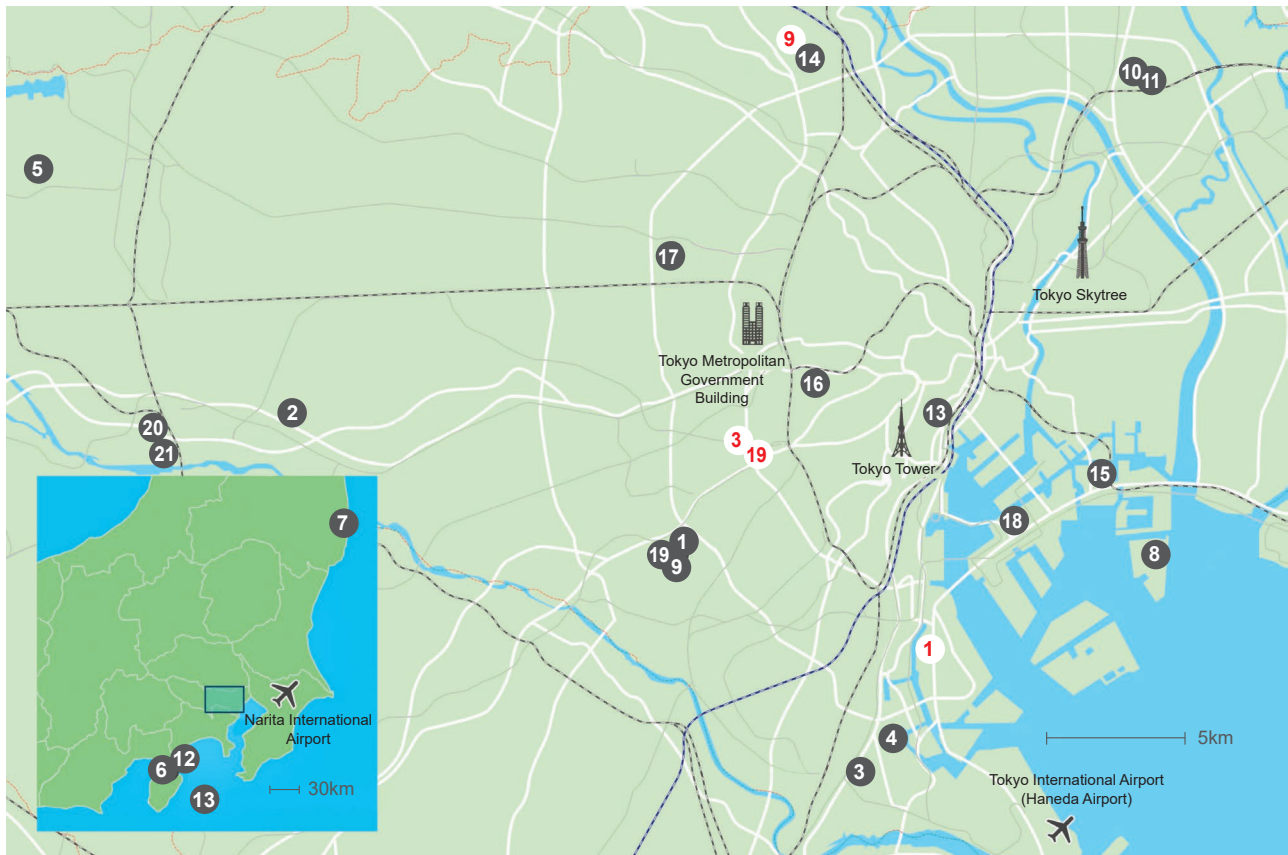 9
14
10
11
5
17
Tokyo Skytree
Tokyo Metropolitan
Government
Building
16
2
13
20
3
21
19
Tokyo Tower
15
7
18
1
19
9
8
1
Narita International
Airport
12
6
13
30km
4
3
5km
Tokyo International Airport
(Haneda Airport)